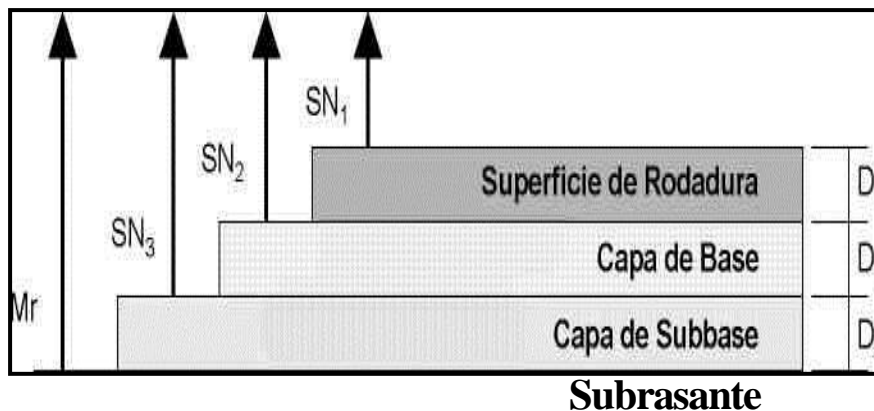 SN₁
Superficie de Rodadura
D
SN₂
Capa de Base
D
SN₃
Mr
Capa de Subbase
D
Subrasante